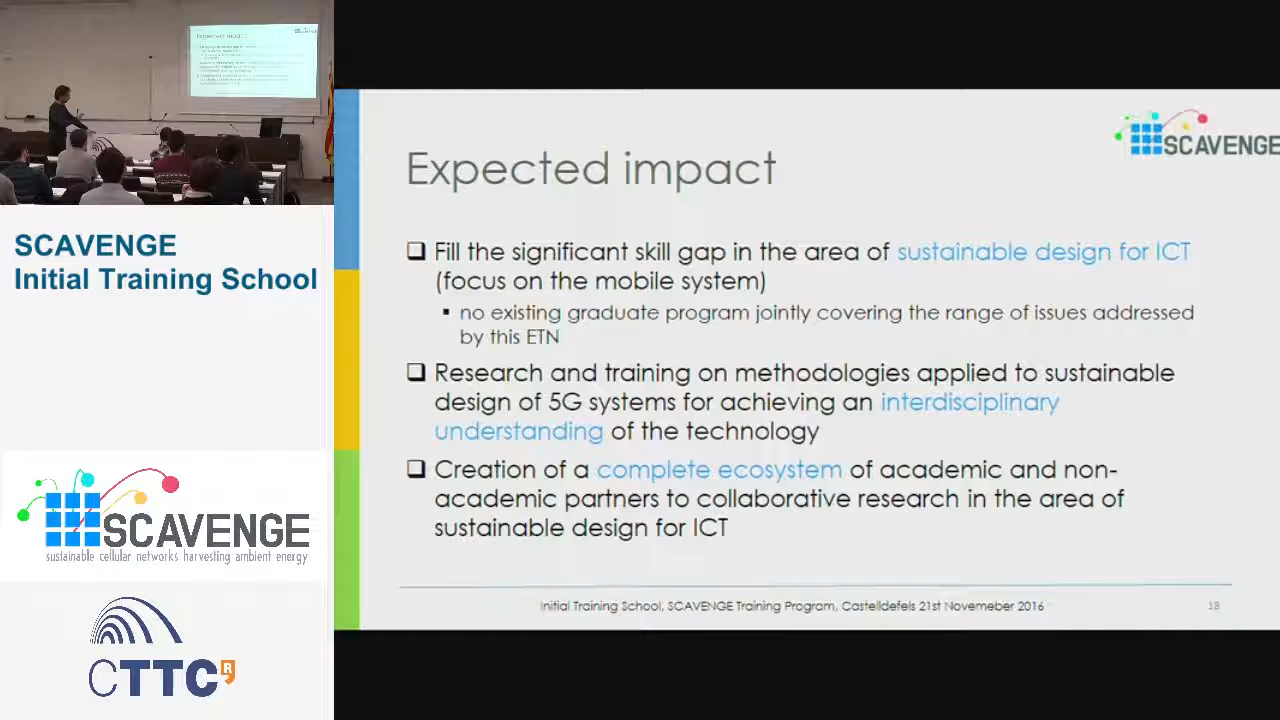 Expected impact
SCAVENGE
Initial Training School
SCAVENGE
sustainable cellular networks harvesting ambient energy
CTTC
R
SCAVENGE
Expected impact
Fill the significant skill gap in the area of sustainable design for ICT
(focus on the mobile system)
no existing graduate program jointly covering the range of issues addressed
by this ETN
Research and training on methodologies applied to sustainable
design of 5G systems for achieving an interdisciplinary
understanding of the technology
Creation of a complete ecosystem of academic and non-
academic partners to collaborative research in the area of
sustainable design for ICT
Initial Training School, SCAVENGE Training Program, Castelldefels 21st Novemeber 2016
18